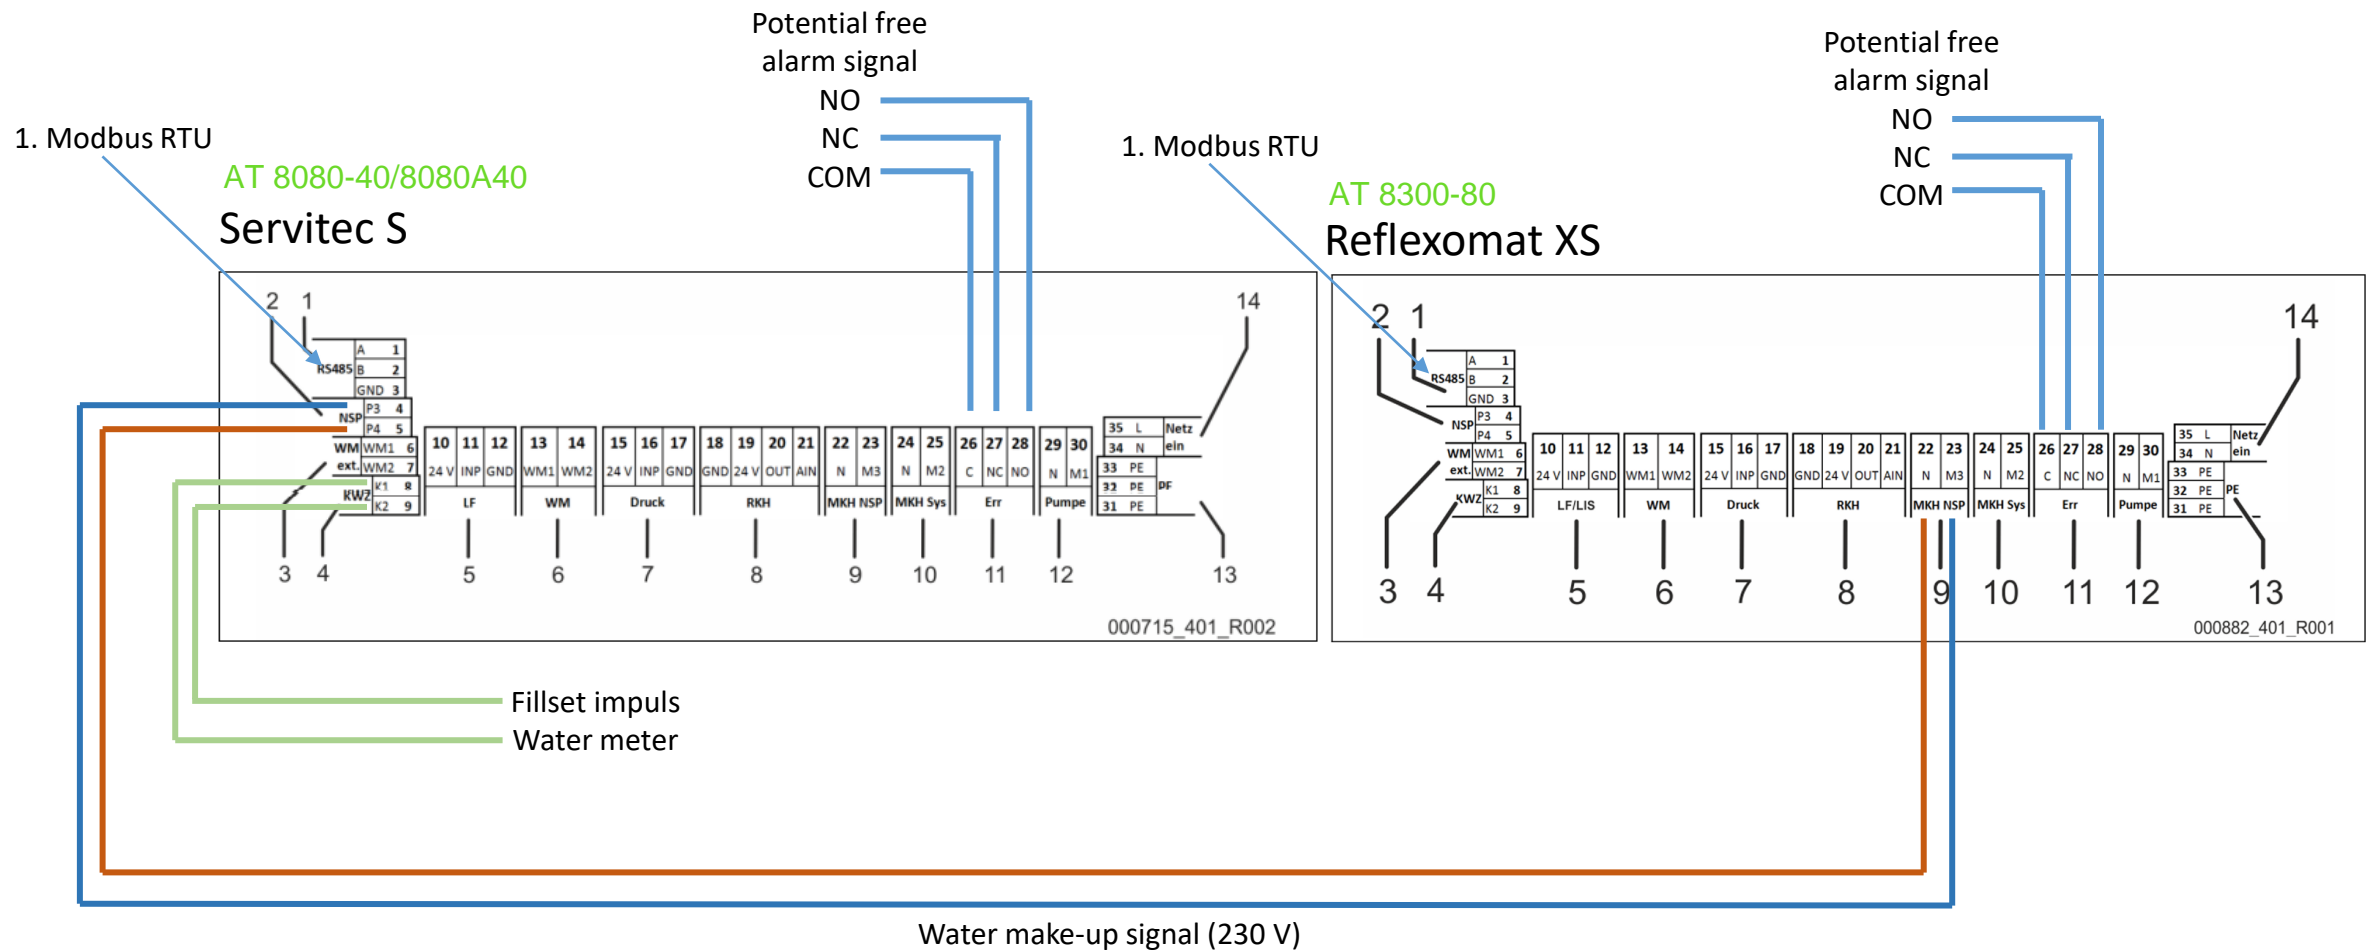 Potential free
alarm signal
NO
NC
COM
1. Modbus RTU
AT 8080-40/8080A40
Servitec S
Potential free
alarm signal
NO
NC
COM
1. Modbus RTU
AT 8300-80
Reflexomat XS
2 1 14
A 1
RS485 B 2
GND 3
NSP P3 4
P4 5
WM WM1 6
ext. WM2 7
KWZ K1 8
K2 9
10 11 12 13 14 15 16 17 18 19 20 21 22 23 24 25 26 27 28 29 30
24 V INP GND WM1 WM2 24 V INP GND GND 24 V OUT AIN N M3 N M2 C NC NO N M1
LF WM Druck RKH MKH NSP MKH Sys Err Pumpe
35 L Netz
34 N ein
33 PE
32 PE PE
31 PE
3 4 5 6 7 8 9 10 11 12 13
000715_401_R002
2 1 14
A 1
RS485 B 2
GND 3
NSP P3 4
P4 5
WM WM1 6
ext. WM2 7
KWZ K1 8
K2 9
10 11 12 13 14 15 16 17 18 19 20 21 22 23 24 25 26 27 28 29 30
24 V INP GND WM1 WM2 24 V INP GND GND 24 V OUT AIN N M3 N M2 C NC NO N M1
LF/LIS WM Druck RKH MKH NSP MKH Sys Err Pumpe
35 L Netz
34 N ein
33 PE
32 PE PE
31 PE
3 4 5 6 7 8 9 10 11 12 13
000882_401_R001
Fillset impuls
Water meter
Water make-up signal (230 V)